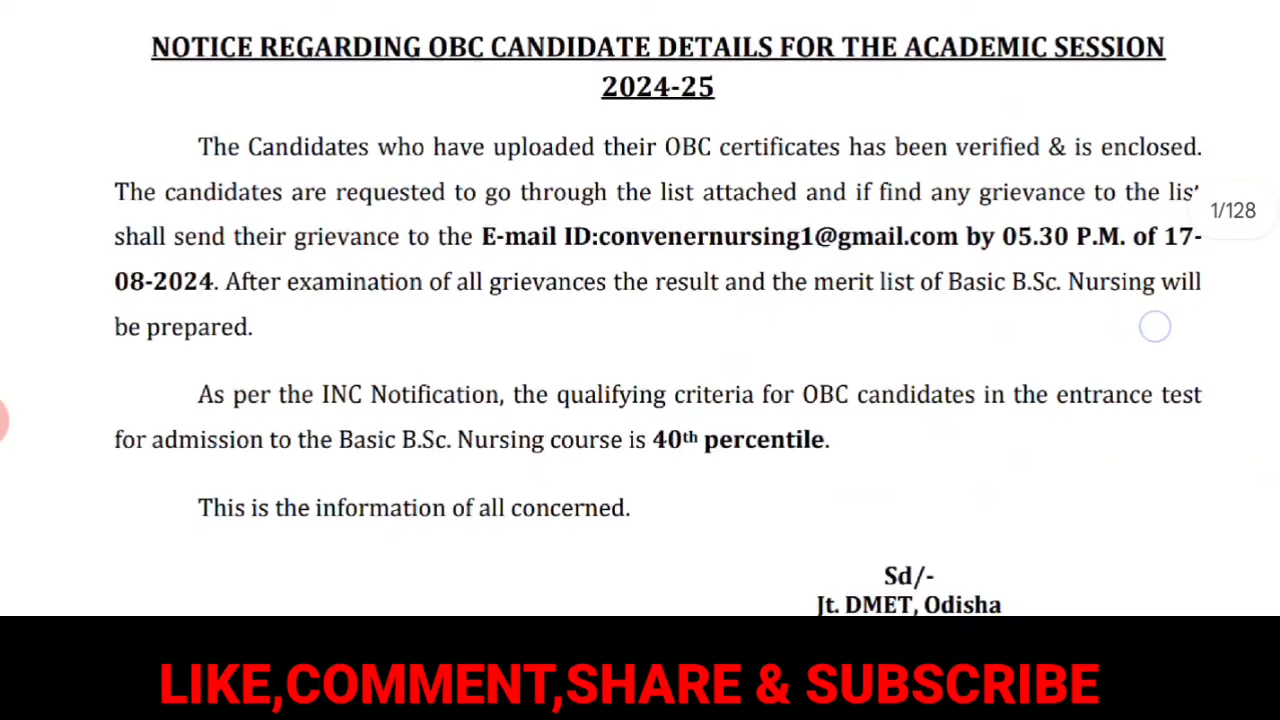 NOTICE REGARDING OBC CANDIDATE DETAILS FOR THE ACADEMIC SESSION
2024-25
The Candidates who have uploaded their OBC certificates has been verified & is enclosed.
The candidates are requested to go through the list attached and if find any grievance to the list
1/128
shall send their grievance to the E-mail ID:convenernursing1@gmail.com by 05.30 P.M. of 17-
08-2024. After examination of all grievances the result and the merit list of Basic B.Sc. Nursing will
be prepared.
As per the INC Notification, the qualifying criteria for OBC candidates in the entrance test
for admission to the Basic B.Sc. Nursing course is 40th percentile.
This is the information of all concerned.
Sd/-
Jt. DMET, Odisha
LIKE,COMMENT,SHARE & SUBSCRIBE